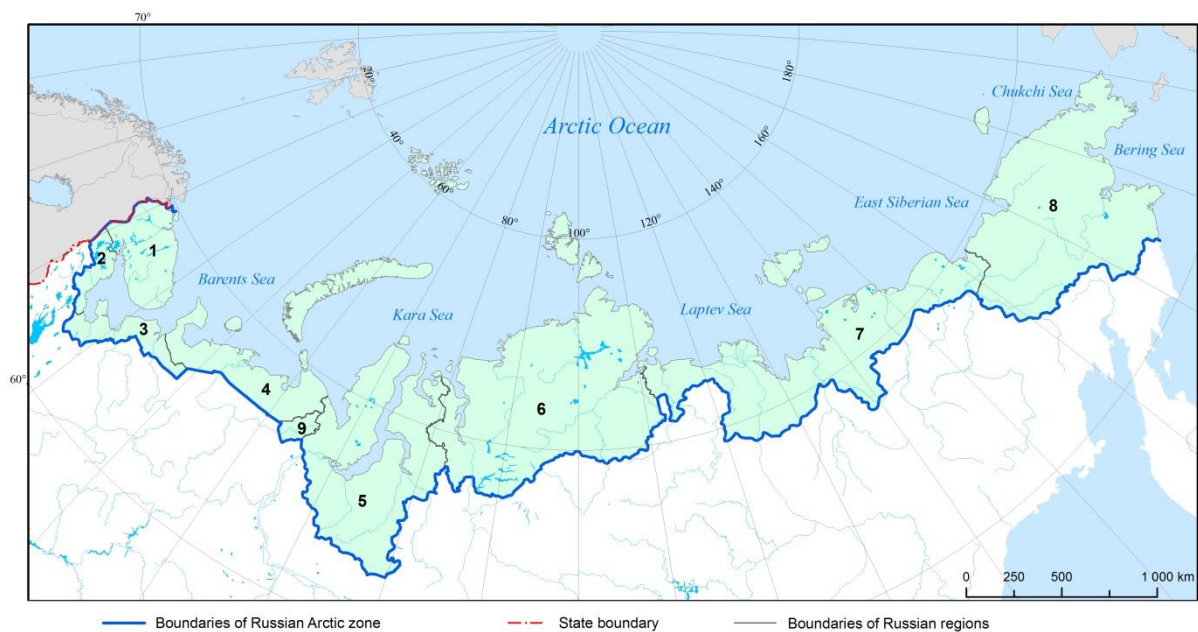 70°
20°
180°
Chukchi Sea
Arctic Ocean
40°
160°
Bering Sea
60°
140°
East Siberian Sea
8
80°
120°
100°
1
2
Barents Sea
Kara Sea
Laptev Sea
3
7
60°
4
6
9
5
0 250 500 1 000 km
Boundaries of Russian Arctic zone
State boundary
Boundaries of Russian regions